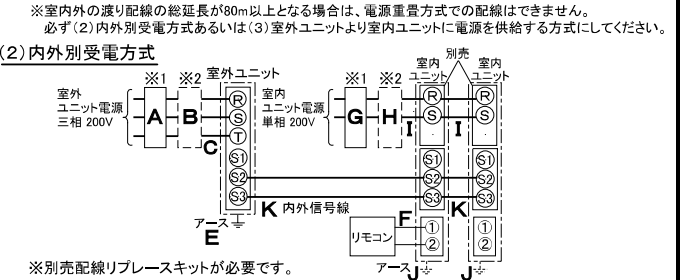 ※室内外の渡り配線の総延長が80m以上となる場合は、電源重畳方式での配線はできません。
必ず(2)内外別受電方式あるいは(3)室外ユニットより室内ユニットに電源を供給する方式にしてください。
(2)内外別受電方式
※1 ※2 室外ユニット
※1 ※2 室内ユニット 別売 室内ユニット
室外
ユニット電源
三相 200V
A B C
R
S
T
S1
S2
S3
室内
ユニット電源
単相 200V
G H I I
R
S
S1
S2
S3
①
②
R
S
S1
S2
S3
①
②
K 内外信号線 K
アース
E
F
リモコン
アース J J
※別売配線リプレースキットが必要です。